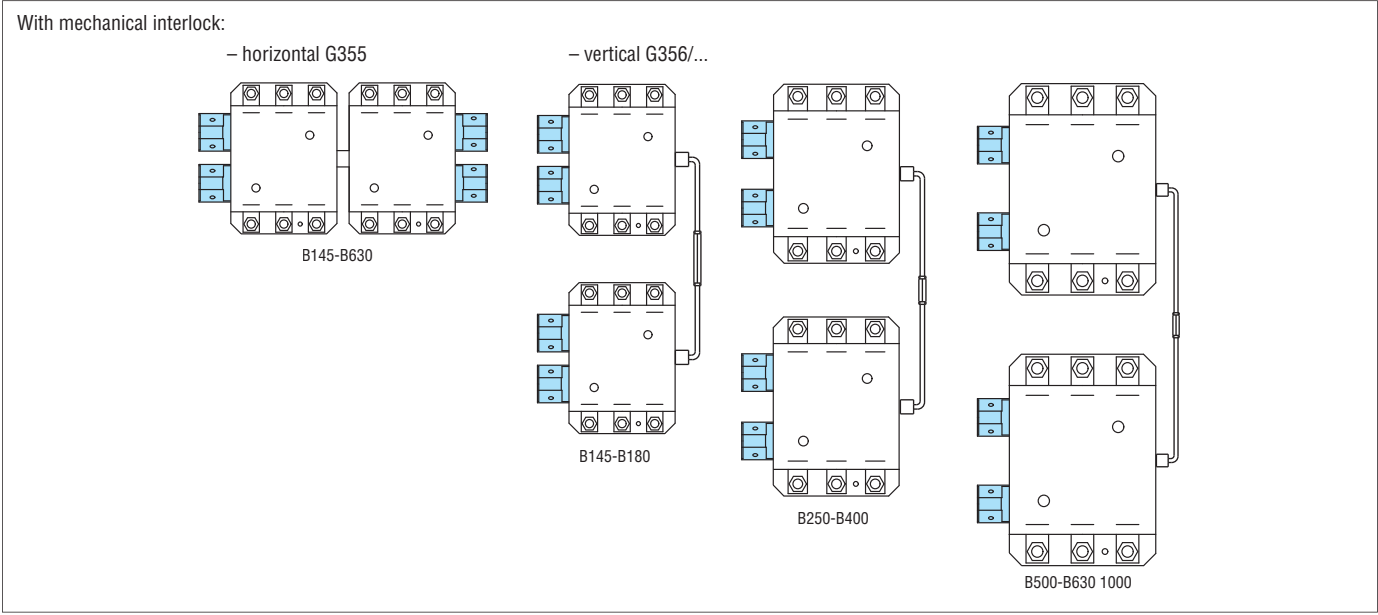 With mechanical interlock:
– horizontal G355
– vertical G356/...
B145-B630
B145-B180
B250-B400
B500-B630 1000